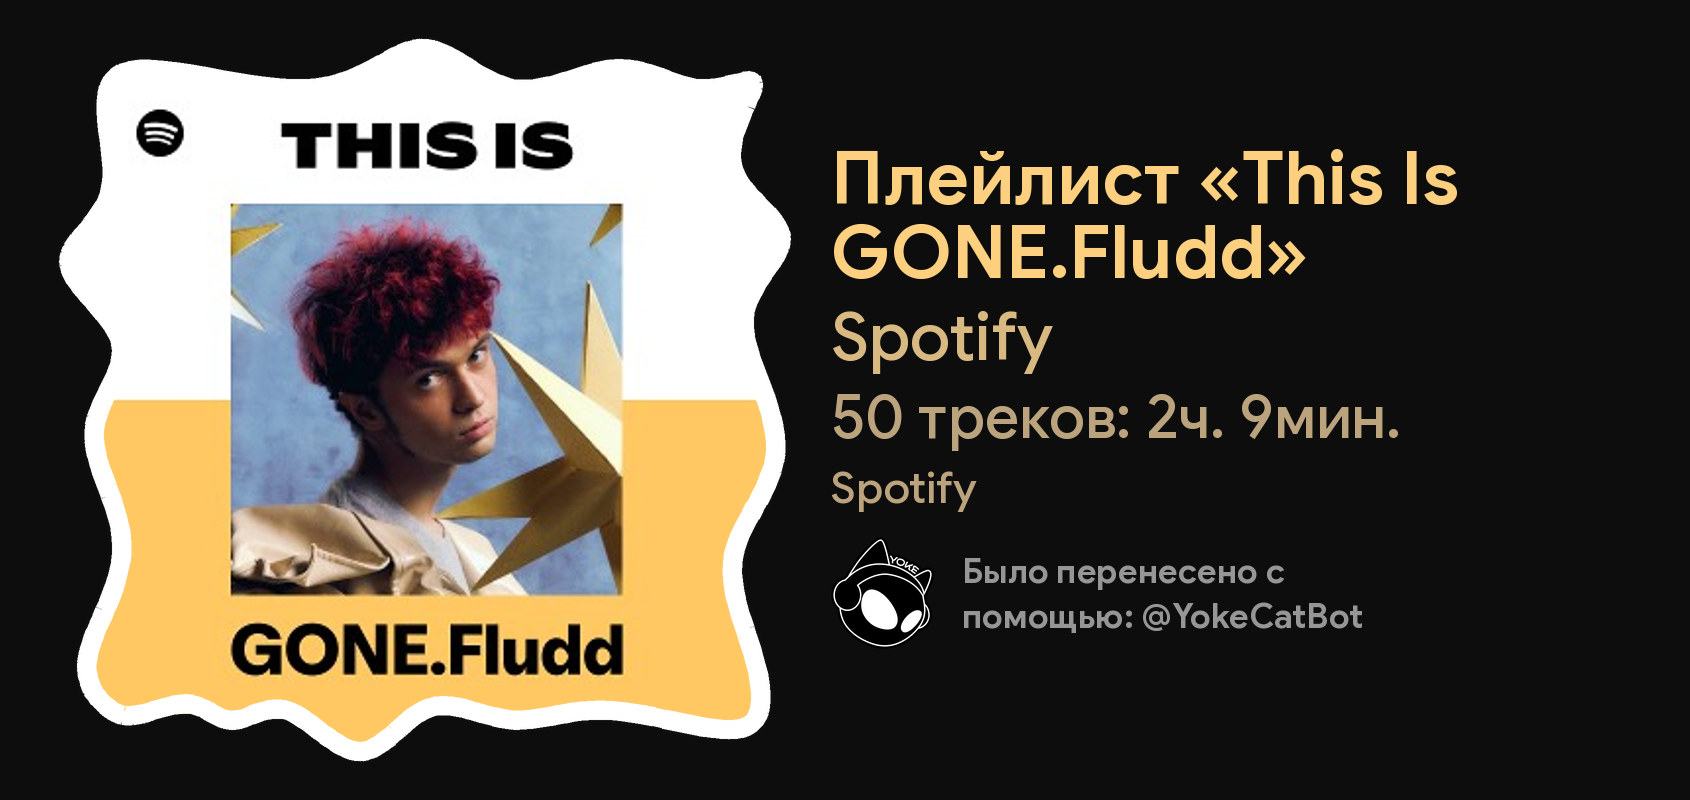 THIS IS
GONE.Fludd
Плейлист «This Is
GONE.Fludd»
Spotify
50 треков: 2ч. 9мин.
Spotify
YOKE
Было перенесено с
помощью: @YokeCatBot